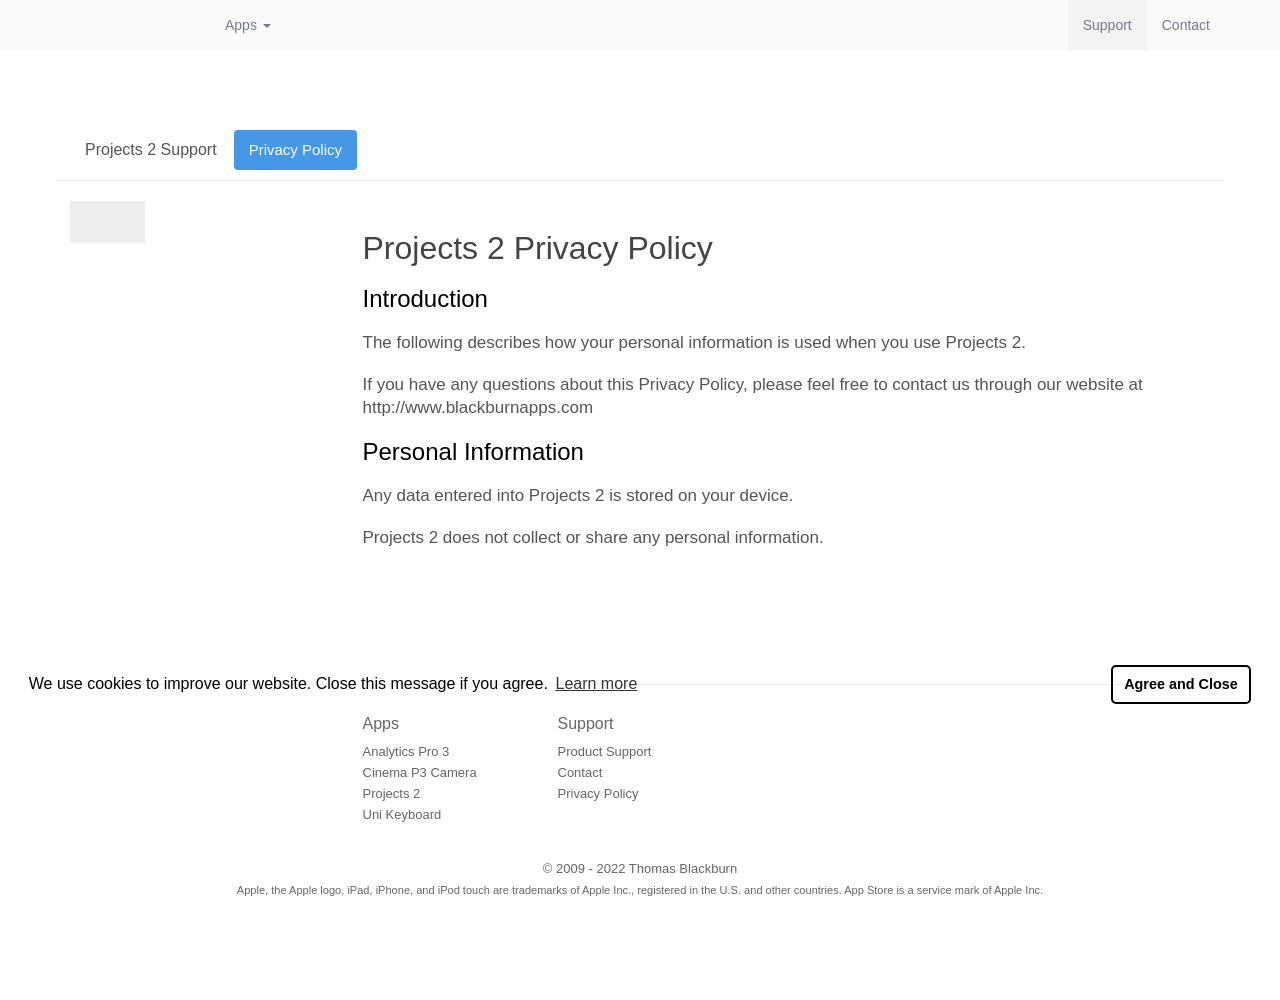 Apps
Support
Contact
Projects 2 Support
Privacy Policy
Projects 2 Privacy Policy
Introduction
The following describes how your personal information is used when you use Projects 2.
If you have any questions about this Privacy Policy, please feel free to contact us through our website at
http://www.blackburnapps.com
Personal Information
Any data entered into Projects 2 is stored on your device.
Projects 2 does not collect or share any personal information.
We use cookies to improve our website. Close this message if you agree. Learn more
Agree and Close
Apps
Analytics Pro 3
Cinema P3 Camera
Projects 2
Uni Keyboard
Support
Product Support
Contact
Privacy Policy
© 2009 - 2022 Thomas Blackburn
Apple, the Apple logo, iPad, iPhone, and iPod touch are trademarks of Apple Inc., registered in the U.S. and other countries. App Store is a service mark of Apple Inc.